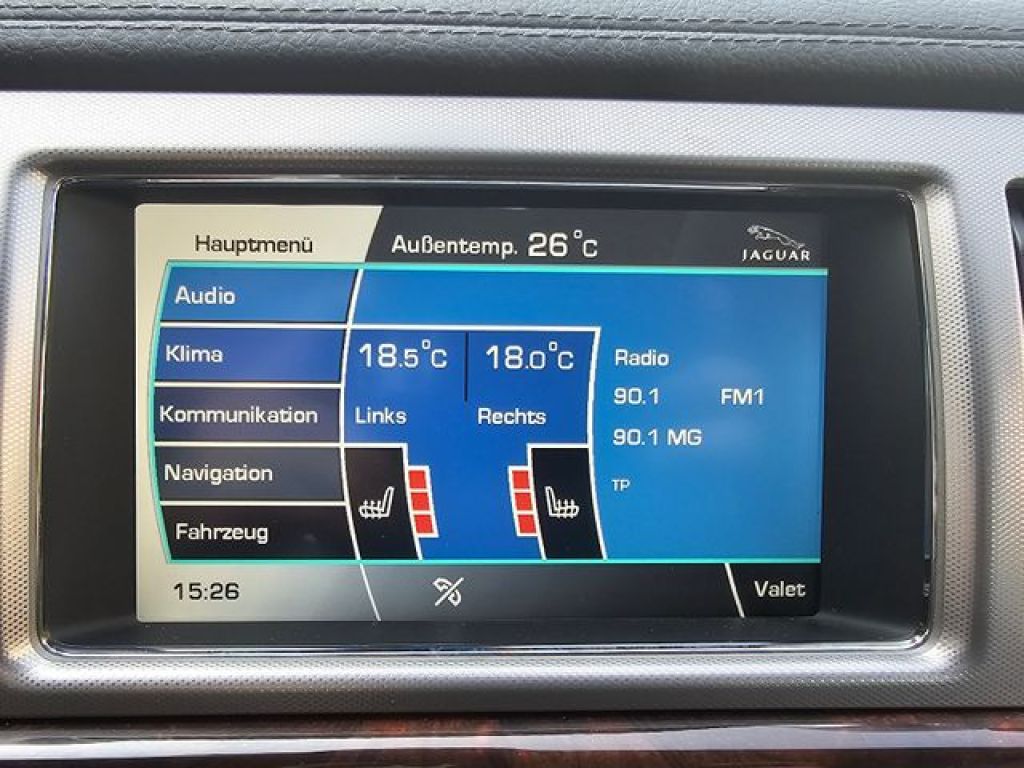 Hauptmenü
Außentemp. 26°C
JAGUAR
Audio
Klima
Kommunikation
Navigation
Fahrzeug
18.5°C
18.0°C
Links
Rechts
Radio
90.1 FM1
90.1 MG
TP
15:26
Valet